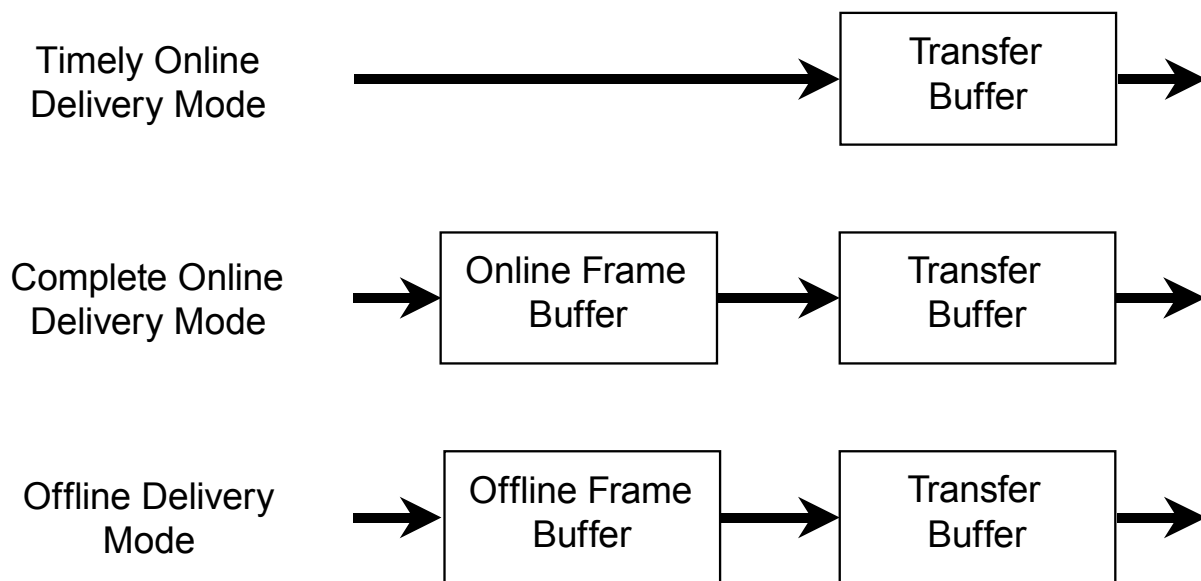 Timely Online
Delivery Mode
Transfer
Buffer
Complete Online
Delivery Mode
Online Frame
Buffer
Transfer
Buffer
Offline Delivery
Mode
Offline Frame
Buffer
Transfer
Buffer